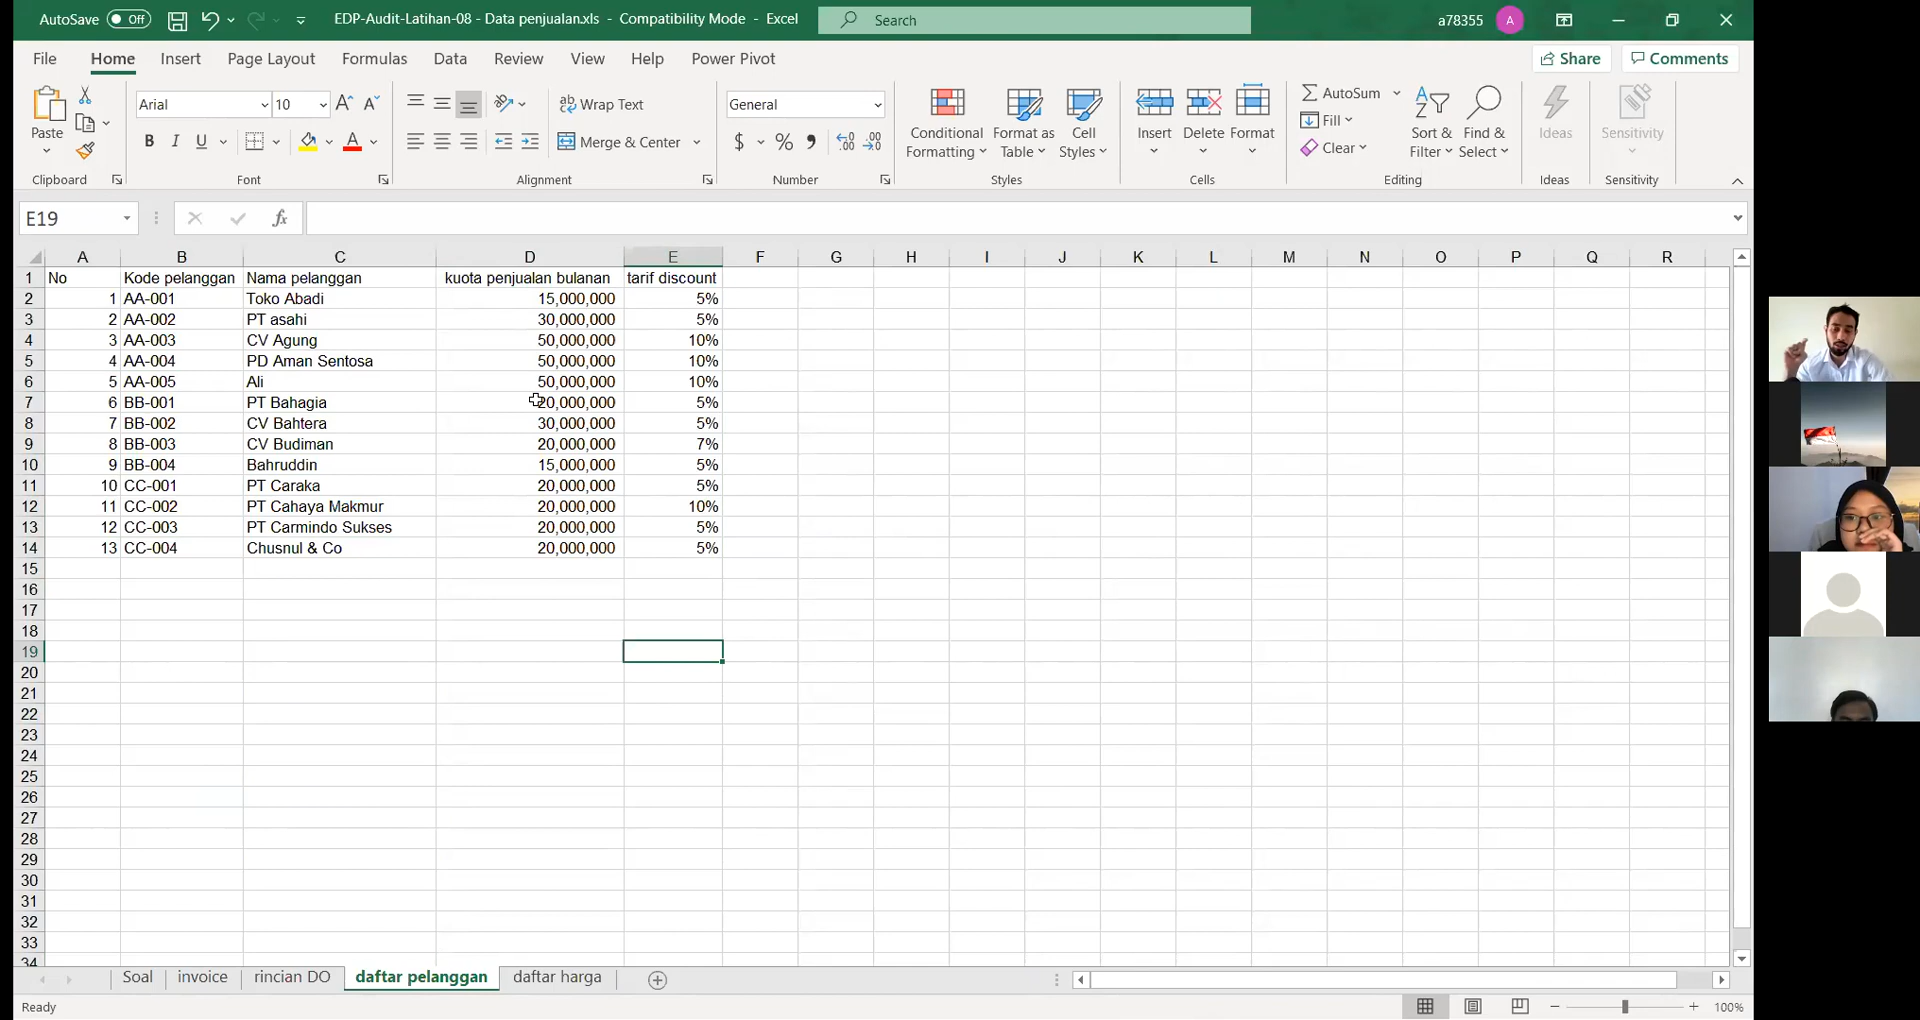 AutoSave Off EDP-Audit-Latihan-08 - Data penjualan.xls - Compatibility Mode - Excel Search a78355 A
File Home Insert Page Layout Formulas Data Review View Help Power Pivot Share Comments
Arial 10 Wrap Text General AutoSum
Paste B I U Merge & Center $ % Conditional Formatting Format as Table Cell Styles Insert Delete Format Fill Clear Sort & Filter Find & Select Ideas Sensitivity
Clipboard Font Alignment Number Styles Cells Editing Ideas Sensitivity
E19 fx
A B C D E F G H I J K L M N O P Q R
1 No Kode pelanggan Nama pelanggan kuota penjualan bulanan tarif discount
2 1 AA-001 Toko Abadi 15,000,000 5%
3 2 AA-002 PT asahi 30,000,000 5%
4 3 AA-003 CV Agung 50,000,000 10%
5 4 AA-004 PD Aman Sentosa 50,000,000 10%
6 5 AA-005 Ali 50,000,000 10%
7 6 BB-001 PT Bahagia 20,000,000 5%
8 7 BB-002 CV Bahtera 30,000,000 5%
9 8 BB-003 CV Budiman 20,000,000 7%
10 9 BB-004 Bahruddin 15,000,000 5%
11 10 CC-001 PT Caraka 20,000,000 5%
12 11 CC-002 PT Cahaya Makmur 20,000,000 10%
13 12 CC-003 PT Carmindo Sukses 20,000,000 5%
14 13 CC-004 Chusnul & Co 20,000,000 5%
15
16
17
18
19
20
21
22
23
24
25
26
27
28
29
30
31
32
33
34
Soal invoice rincian DO daftar pelanggan daftar harga
Ready 100%